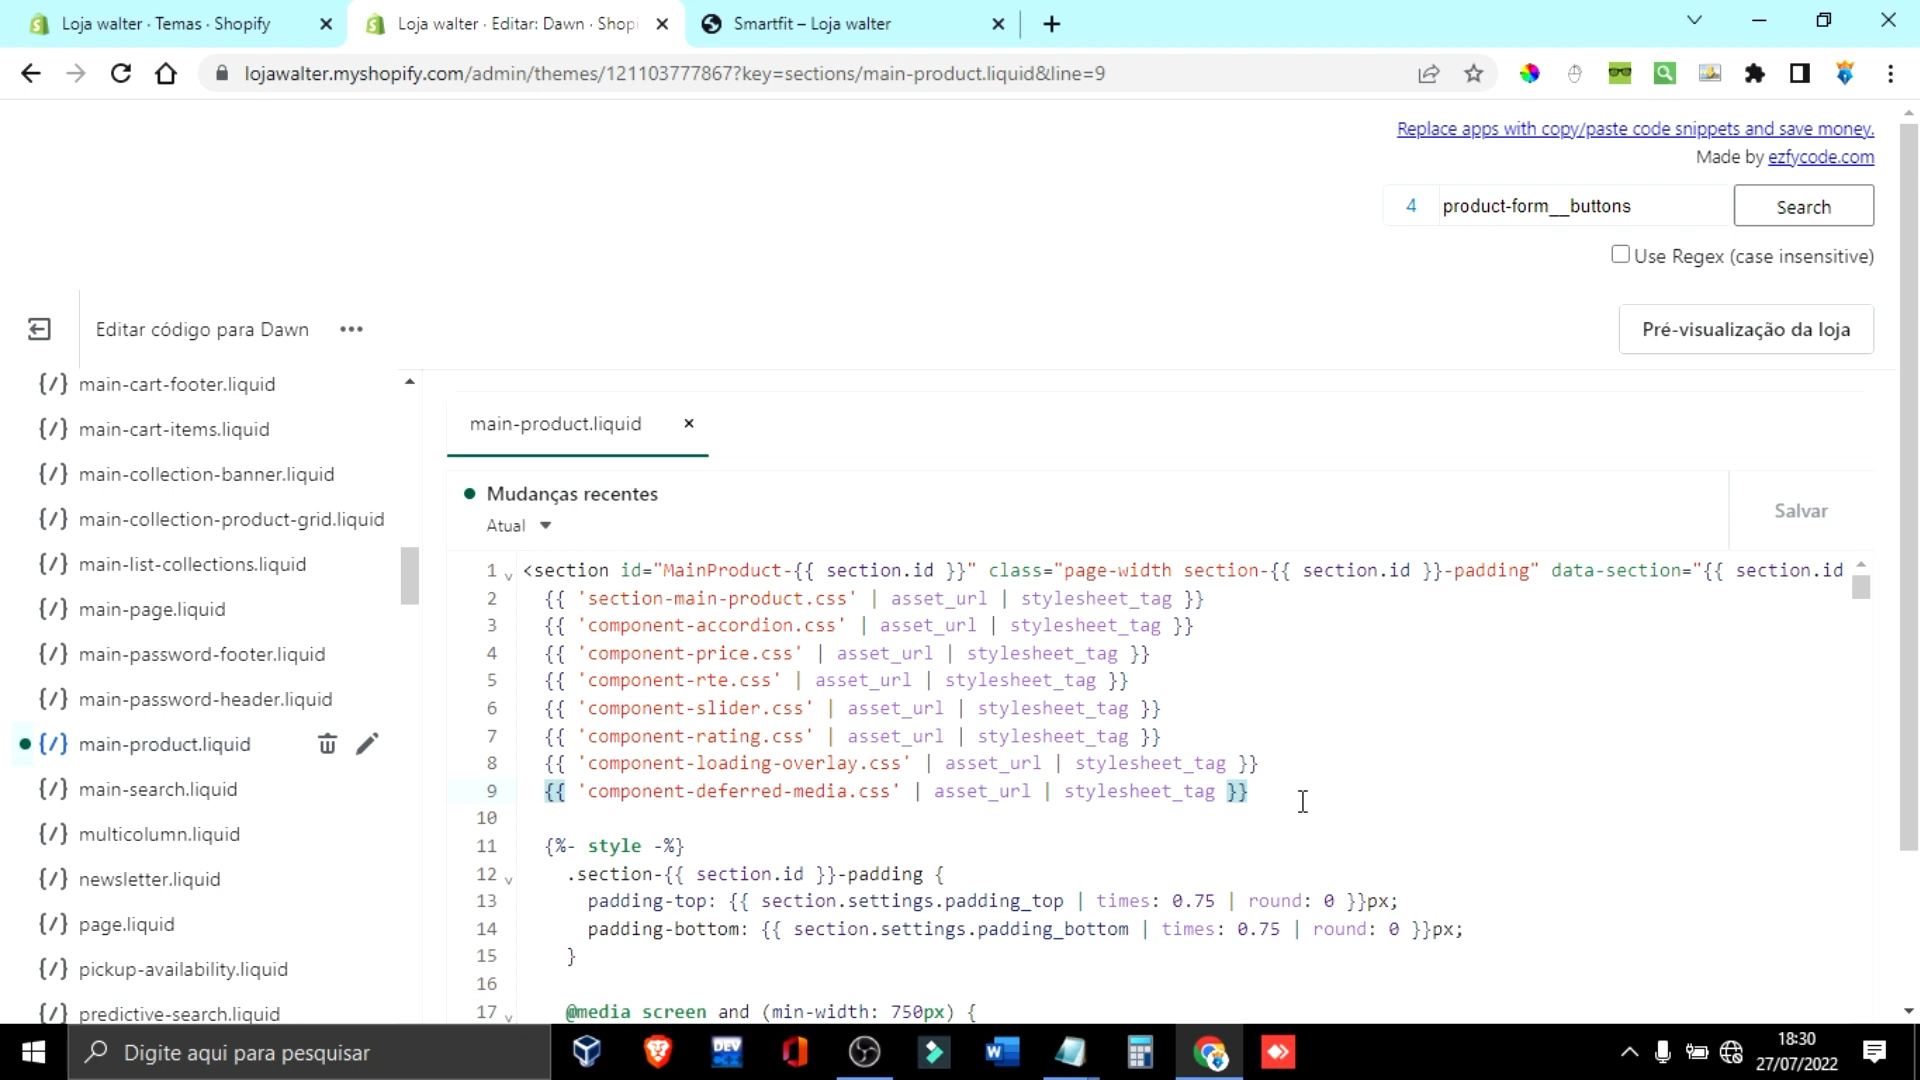 Loja walter · Temas · Shopify
Loja walter · Editar: Dawn · Shopi
Smartfit – Loja walter
lojawalter.myshopify.com/admin/themes/121103777867?key=sections/main-product.liquid&line=9
Replace apps with copy/paste code snippets and save money.
Made by ezfycode.com
4 product-form__buttons Search
Use Regex (case insensitive)
Editar código para Dawn
Pré-visualização da loja
main-cart-footer.liquid
main-cart-items.liquid
main-collection-banner.liquid
main-collection-product-grid.liquid
main-list-collections.liquid
main-page.liquid
main-password-footer.liquid
main-password-header.liquid
main-product.liquid
main-search.liquid
multicolumn.liquid
newsletter.liquid
page.liquid
pickup-availability.liquid
predictive-search.liquid
main-product.liquid
Mudanças recentes
Atual
Salvar
1 <section id="MainProduct-{{ section.id }}" class="page-width section-{{ section.id }}-padding" data-section="{{ section.id
2 {{ 'section-main-product.css' | asset_url | stylesheet_tag }}
3 {{ 'component-accordion.css' | asset_url | stylesheet_tag }}
4 {{ 'component-price.css' | asset_url | stylesheet_tag }}
5 {{ 'component-rte.css' | asset_url | stylesheet_tag }}
6 {{ 'component-slider.css' | asset_url | stylesheet_tag }}
7 {{ 'component-rating.css' | asset_url | stylesheet_tag }}
8 {{ 'component-loading-overlay.css' | asset_url | stylesheet_tag }}
9 {{ 'component-deferred-media.css' | asset_url | stylesheet_tag }}
10
11 {%- style -%}
12 .section-{{ section.id }}-padding {
13 padding-top: {{ section.settings.padding_top | times: 0.75 | round: 0 }}px;
14 padding-bottom: {{ section.settings.padding_bottom | times: 0.75 | round: 0 }}px;
15 }
16
17 @media screen and (min-width: 750px) {
Digite aqui para pesquisar
DEV
18:30
27/07/2022